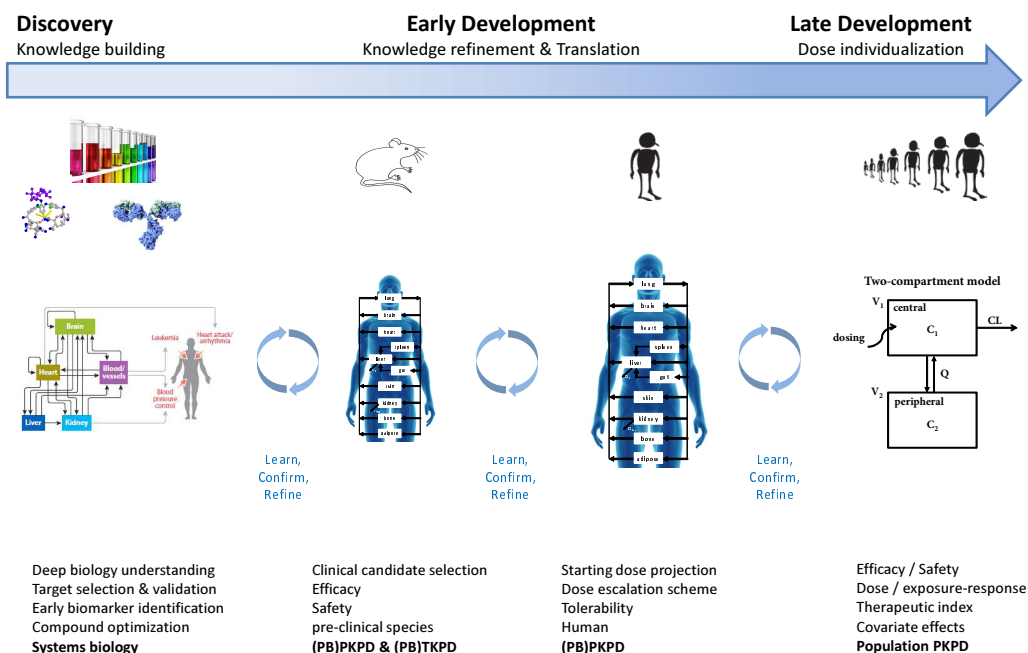 Discovery
Knowledge building
Early Development
Knowledge refinement & Translation
Late Development
Dose individualization
Brain
Heart
Blood/
vessels
Liver
Kidney
Leukemia
Heart attack/
arrhythmia
Blood
pressure
control
Learn,
Confirm,
Refine
lung
brain
heart
spleen
liver
gut
skin
kidney
bone
adipose
Learn,
Confirm,
Refine
lung
brain
heart
spleen
liver
gut
skin
kidney
bone
adipose
Learn,
Confirm,
Refine
Two-compartment model
V1
central
C1
CL
dosing
Q
V2
peripheral
C2
Deep biology understanding
Target selection & validation
Early biomarker identification
Compound optimization
Systems biology
Clinical candidate selection
Efficacy
Safety
pre-clinical species
(PB)PKPD & (PB)TKPD
Starting dose projection
Dose escalation scheme
Tolerability
Human
(PB)PKPD
Efficacy / Safety
Dose / exposure-response
Therapeutic index
Covariate effects
Population PKPD